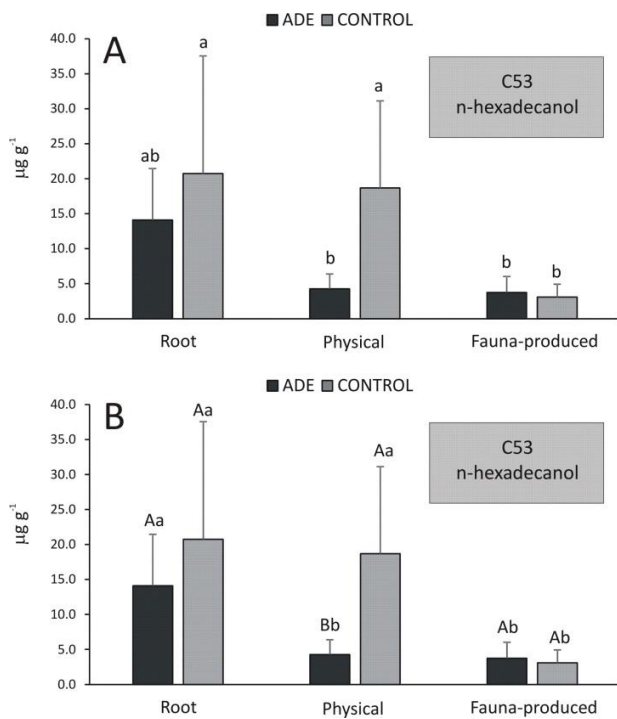 ADE CONTROL
A
C53
n-hexadecanol
µg g⁻¹
40.0
35.0
30.0
25.0
20.0
15.0
10.0
5.0
0.0
ab a b a b b
Root Physical Fauna-produced
ADE CONTROL
B
C53
n-hexadecanol
µg g⁻¹
40.0
35.0
30.0
25.0
20.0
15.0
10.0
5.0
0.0
Aa Aa Bb Aa Ab Ab
Root Physical Fauna-produced